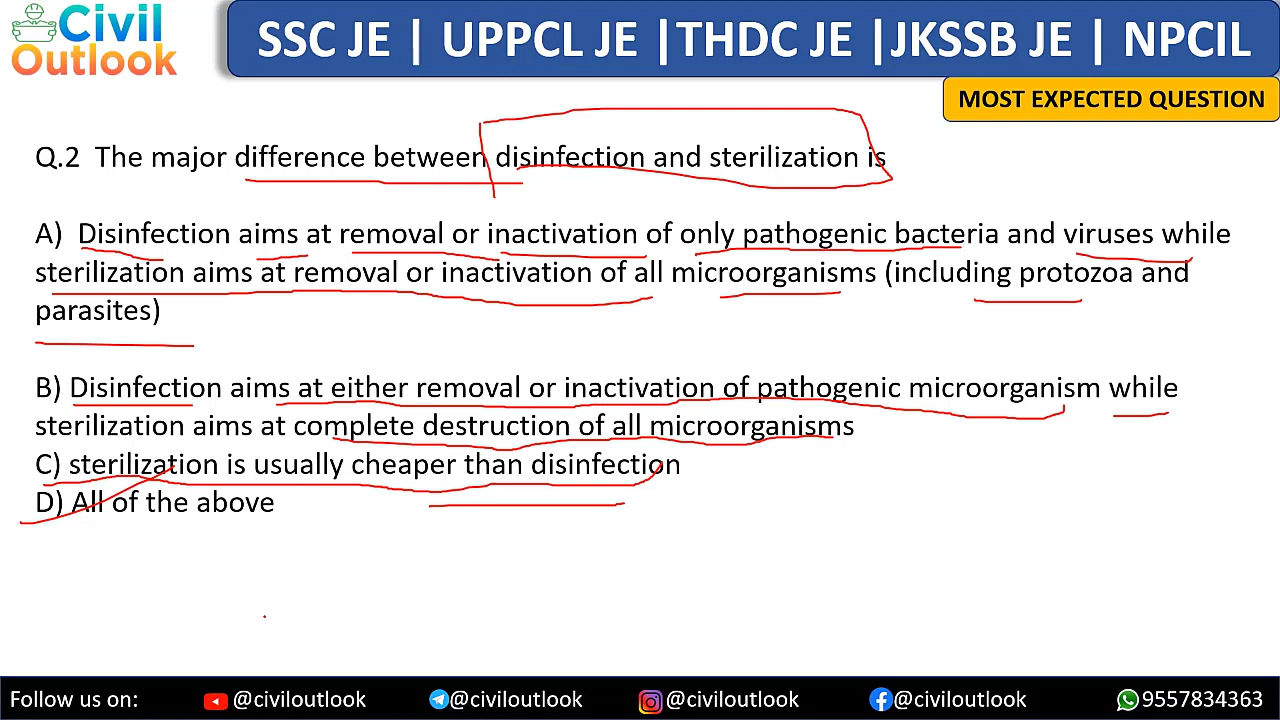 Civil
Outlook
SSC JE | UPPCL JE |THDC JE |JKSSB JE | NPCIL
MOST EXPECTED QUESTION
Q.2 The major difference between disinfection and sterilization is
A) Disinfection aims at removal or inactivation of only pathogenic bacteria and viruses while
sterilization aims at removal or inactivation of all microorganisms (including protozoa and
parasites)
B) Disinfection aims at either removal or inactivation of pathogenic microorganism while
sterilization aims at complete destruction of all microorganisms
C) sterilization is usually cheaper than disinfection
D) All of the above
Follow us on: @civiloutlook @civiloutlook @civiloutlook @civiloutlook 9557834363